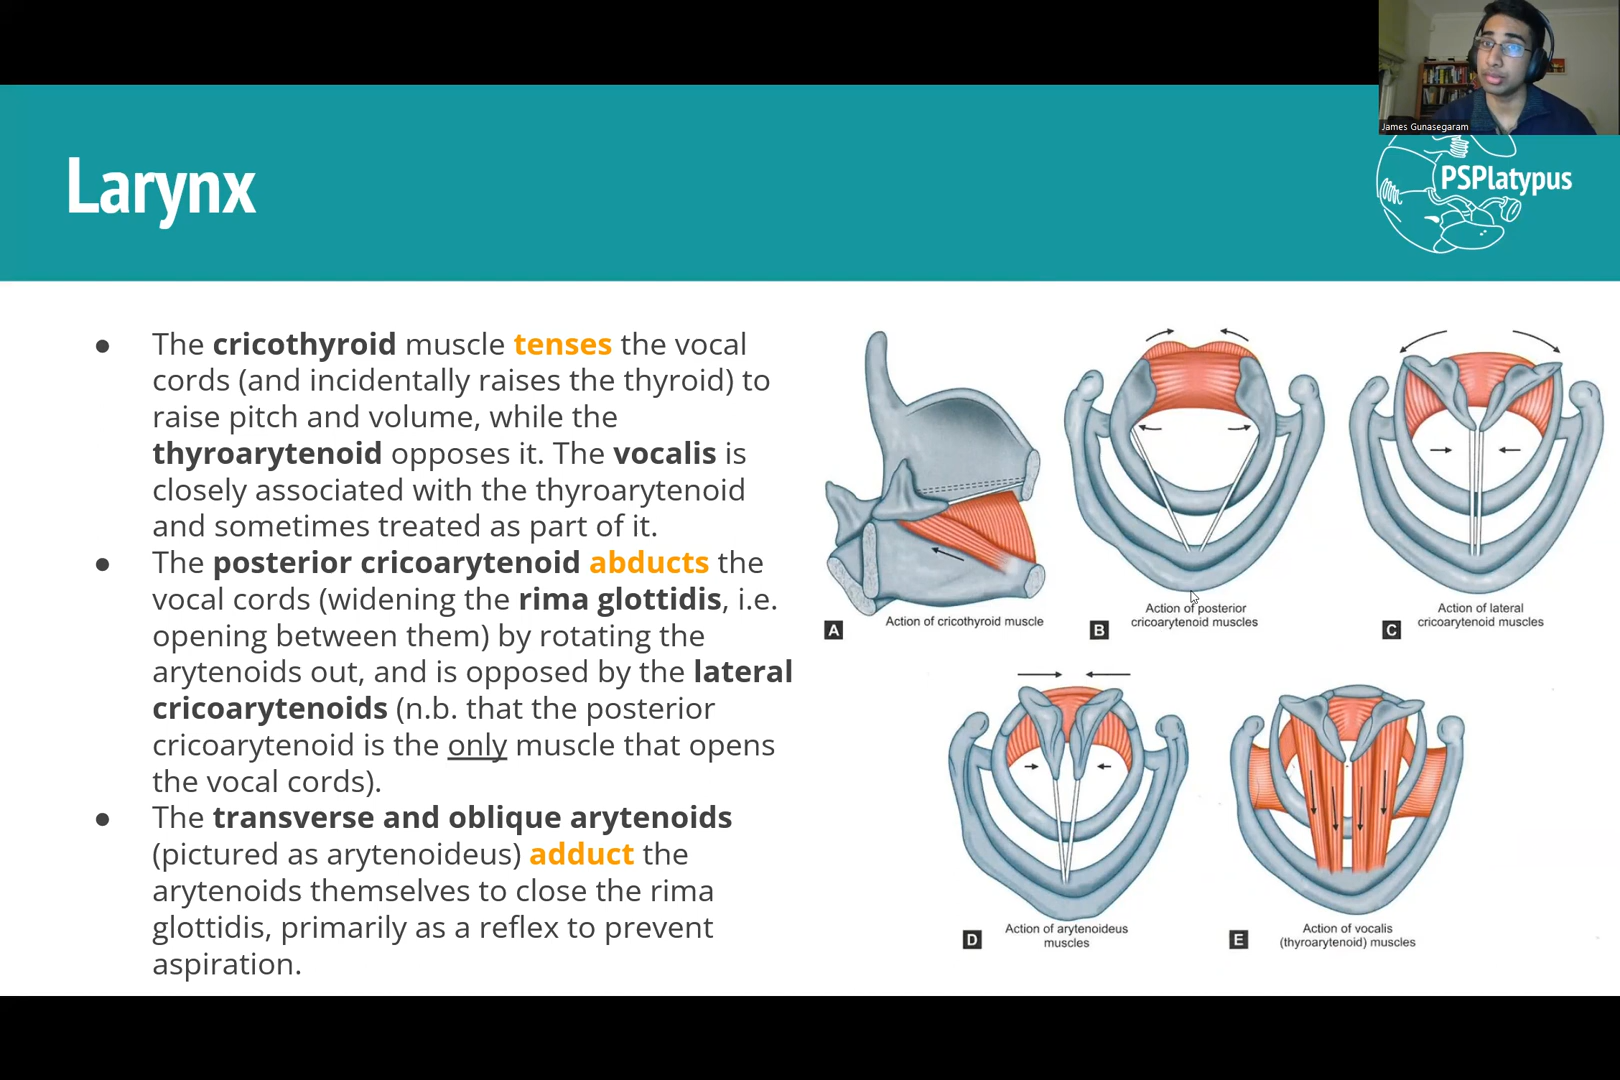 James Gunasegaram
PSPlatypus
Larynx
● The cricothyroid muscle tenses the vocal
cords (and incidentally raises the thyroid) to
raise pitch and volume, while the
thyroarytenoid opposes it. The vocalis is
closely associated with the thyroarytenoid
and sometimes treated as part of it.
● The posterior cricoarytenoid abducts the
vocal cords (widening the rima glottidis, i.e.
opening between them) by rotating the
arytenoids out, and is opposed by the lateral
cricoarytenoids (n.b. that the posterior
cricoarytenoid is the only muscle that opens
the vocal cords).
● The transverse and oblique arytenoids
(pictured as arytenoideus) adduct the
arytenoids themselves to close the rima
glottidis, primarily as a reflex to prevent
aspiration.
A
Action of cricothyroid muscle
B
Action of posterior
cricoarytenoid muscles
C
Action of lateral
cricoarytenoid muscles
D
Action of arytenoideus
muscles
E
Action of vocalis
(thyroarytenoid) muscles